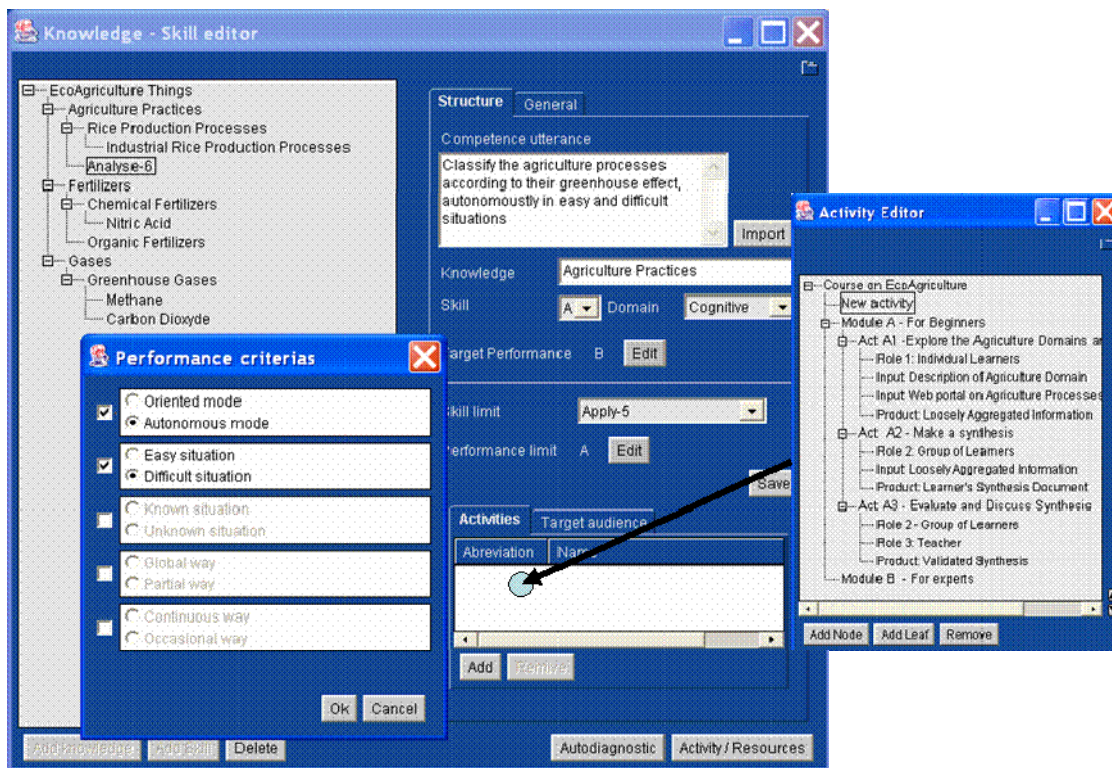 Knowledge - Skill editor
EcoAgriculture Things
Agriculture Practices
Rice Production Processes
Industrial Rice Production Processes
Analyse-6
Fertilizers
Chemical Fertilizers
Nitric Acid
Organic Fertilizers
Gases
Greenhouse Gases
Methane
Carbon Dioxyde
Structure General
Competence utterance
Classify the agriculture processes
according to their greenhouse effect,
autonomoustly in easy and difficult
situations
Import
Knowledge Agriculture Practices
Skill A Domain Cognitive
Target Performance B Edit
Skill limit Apply-5
Performance limit A Edit
Save
Activities Target audience
Abreviation Name
Add
Autodiagnostic Activity / Resources
Add knowledge Add Skill Delete
Performance criterias
Oriented mode
Autonomous mode
Easy situation
Difficult situation
Known situation
Unknown situation
Global way
Partial way
Continuous way
Occasional way
Ok Cancel
Activity Editor
Course on EcoAgriculture
New activity
Module A - For Beginners
Act A1 -Explore the Agriculture Domains
Role 1: Individual Learners
Input: Description of Agriculture Domain
Input: Web portal on Agriculture Processes
Product: Loosely Aggregated Information
Act A2 - Make a synthesis
Role 2: Group of Learners
Input: Loosely Aggregated Information
Product: Learner's Synthesis Document
Act A3 - Evaluate and Discuss Synthesis
Role 2- Group of Learners
Role 3: Teacher
Product: Validated Synthesis
Module B - For experts
Add Node Add Leaf Remove